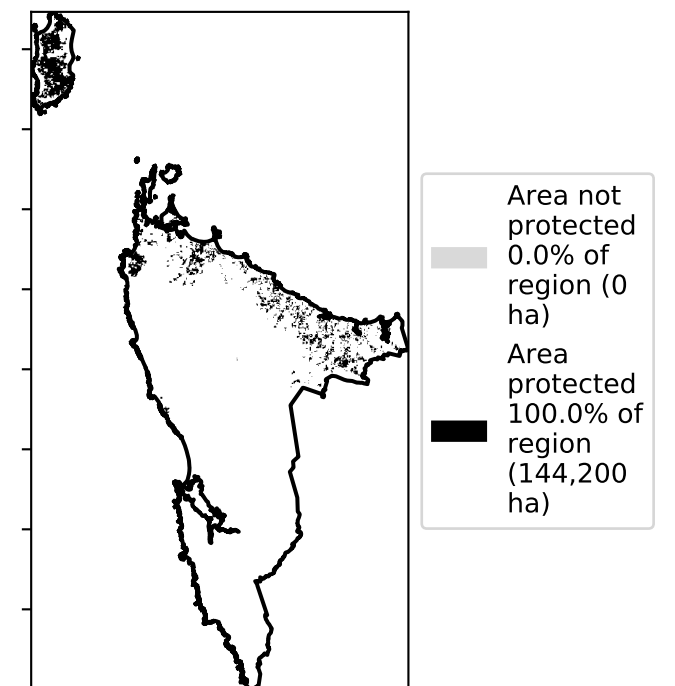 Area not
protected
0.0% of
region (0
ha)
Area
protected
100.0% of
region
(144,200
ha)